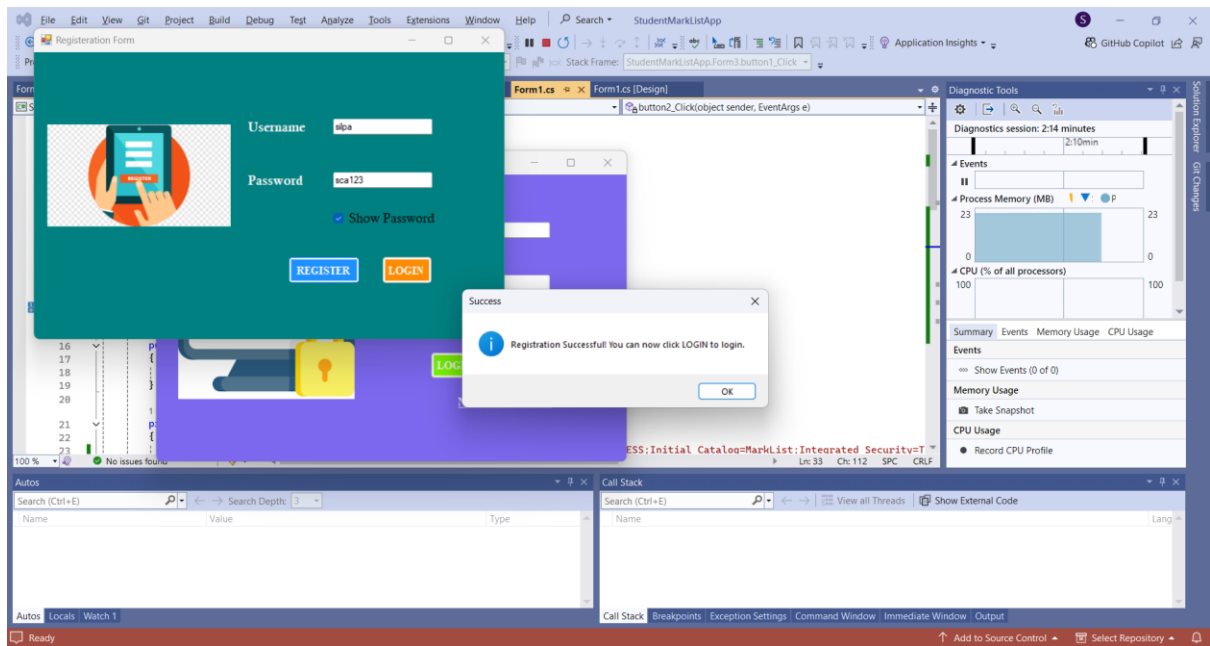 File Edit View Git Project Build Debug Test Analyze Tools Extensions Window Help Search StudentMarkListApp S
Application Insights GitHub Copilot
Stack Frame: StudentMarkListApp.Form3.button1_Click
Registeration Form
Username silpa
Password sca123
Show Password
REGISTER LOGIN
Form1.cs Form1.cs [Design]
button2_Click(object sender, EventArgs e)
Success
Registration Successful! You can now click LOGIN to login.
OK
16
17 {
18
19 }
20
1
21
22 {
23
ESS;Initial Catalog=MarkList;Integrated Security=T
100 % No issues found Ln: 33 Ch: 112 SPC CRLF
Diagnostic Tools
Diagnostics session: 2:14 minutes
2:10min
Events
Process Memory (MB) P
23 23
0 0
CPU (% of all processors)
100 100
Summary Events Memory Usage CPU Usage
Events
Show Events (0 of 0)
Memory Usage
Take Snapshot
CPU Usage
Record CPU Profile
Solution Explorer
Git Changes
Autos
Search (Ctrl+E) Search Depth: 3
Name Value Type
Autos Locals Watch 1
Call Stack
Search (Ctrl+E) View all Threads Show External Code
Name Lang
Call Stack Breakpoints Exception Settings Command Window Immediate Window Output
Ready Add to Source Control Select Repository